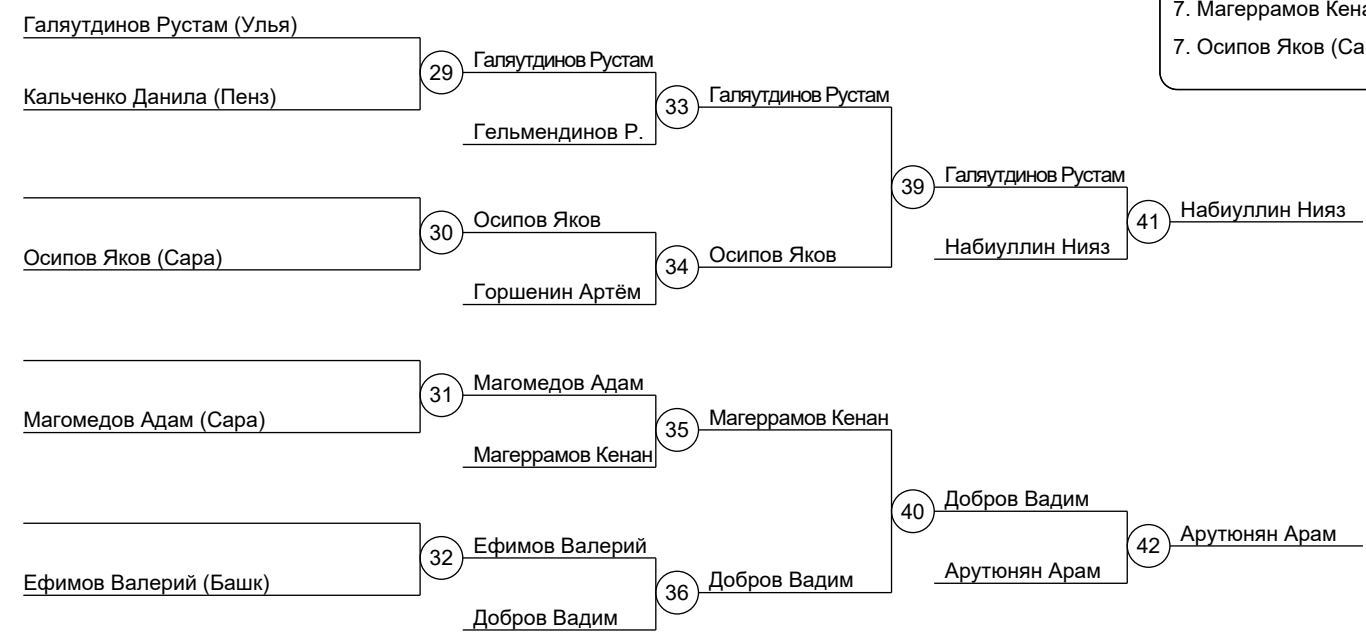 7. Магеррамов Кена
7. Осипов Яков (Са
Галяутдинов Рустам (Улья)
Кальченко Данила (Пенз)
29
Галяутдинов Рустам
Гельмендинов Р.
33
Галяутдинов Рустам
Осипов Яков (Сара)
30
Осипов Яков
Горшенин Артём
34
Осипов Яков
39
Галяутдинов Рустам
Набиуллин Нияз
41
Набиуллин Нияз
Магомедов Адам (Сара)
31
Магомедов Адам
Магеррамов Кенан
35
Магеррамов Кенан
Ефимов Валерий (Башк)
32
Ефимов Валерий
Добров Вадим
36
Добров Вадим
40
Добров Вадим
Арутюнян Арам
42
Арутюнян Арам